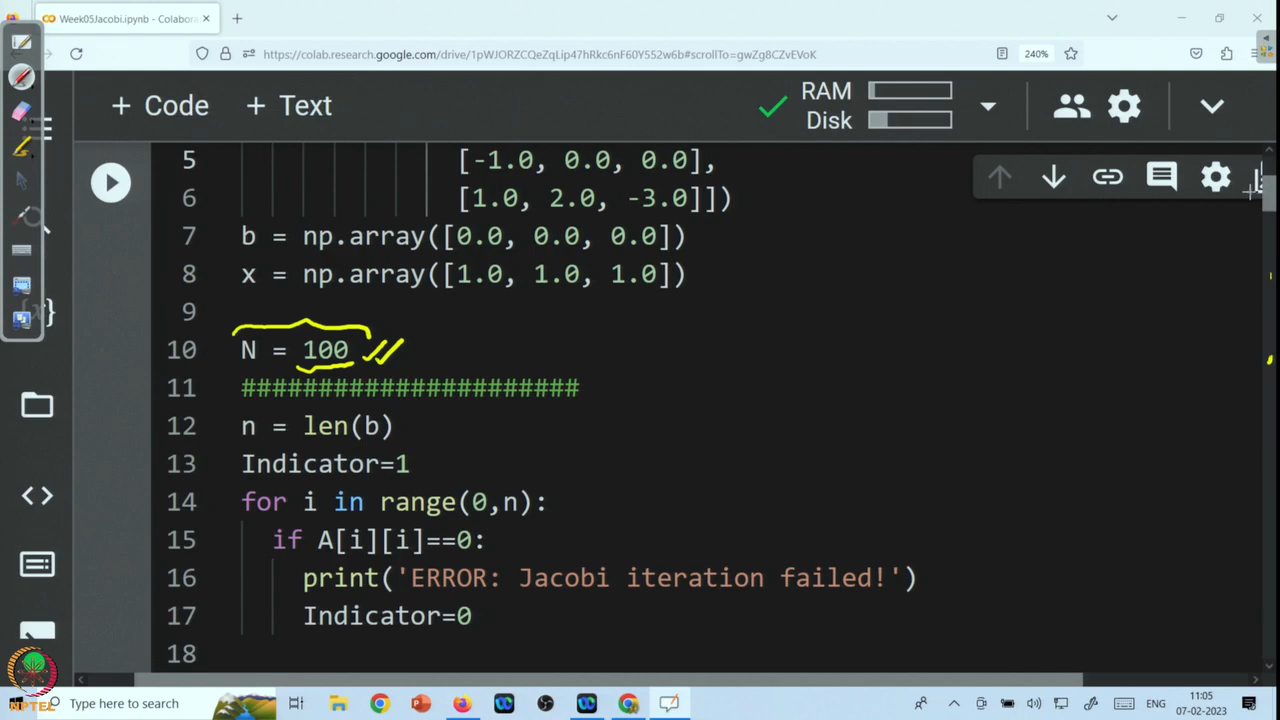 Week05Jacobi.ipynb - Colabora
https://colab.research.google.com/drive/1pWJORZCQeZqLip47hRkc6nF60Y552w6b#scrollTo=gwZg8CZvEVoK
240%
+ Code + Text
RAM
Disk
5 [-1.0, 0.0, 0.0],
6 [1.0, 2.0, -3.0]])
7 b = np.array([0.0, 0.0, 0.0])
8 x = np.array([1.0, 1.0, 1.0])
9
10 N = 100
11 ######################
12 n = len(b)
13 Indicator=1
14 for i in range(0,n):
15 if A[i][i]==0:
16 print('ERROR: Jacobi iteration failed!')
17 Indicator=0
18
{x}
<>
NPTEL
Type here to search
ENG
11:05
07-02-2023